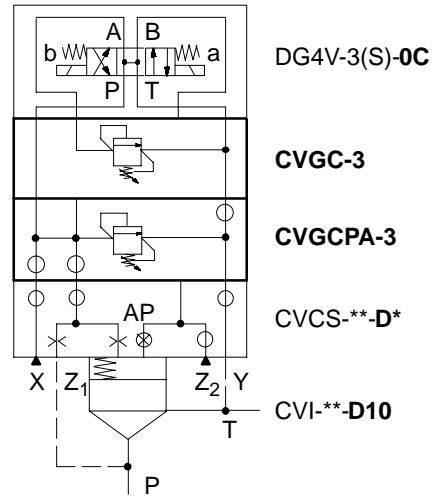 A B
b a
P T
DG4V-3(S)-0C
CVGC-3
CVGCPA-3
AP
CVCS-**-D*
X Z1 Z2 Y
CVI-**-D10
T
P